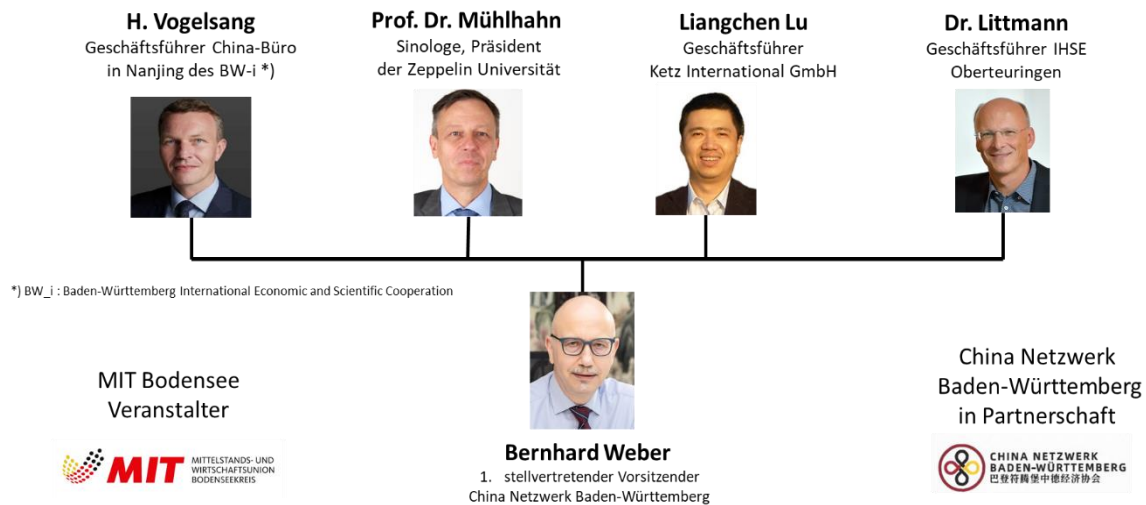 H. Vogelsang
Geschäftsführer China-Büro
in Nanjing des BW-i *)
Prof. Dr. Mühlhahn
Sinologe, Präsident
der Zeppelin Universität
Liangchen Lu
Geschäftsführer
Ketz International GmbH
Dr. Littmann
Geschäftsführer IHSE
Oberteuringen
*) BW_i : Baden-Württemberg International Economic and Scientific Cooperation
MIT Bodensee
Veranstalter
MIT
MITTELSTANDS- UND
WIRTSCHAFTSUNION
BODENSEEKREIS
Bernhard Weber
1. stellvertretender Vorsitzender
China Netzwerk Baden-Württemberg
China Netzwerk
Baden-Württemberg
in Partnerschaft
CHINA NETZWERK
BADEN-WÜRTTEMBERG
巴登符腾堡中德经济协会